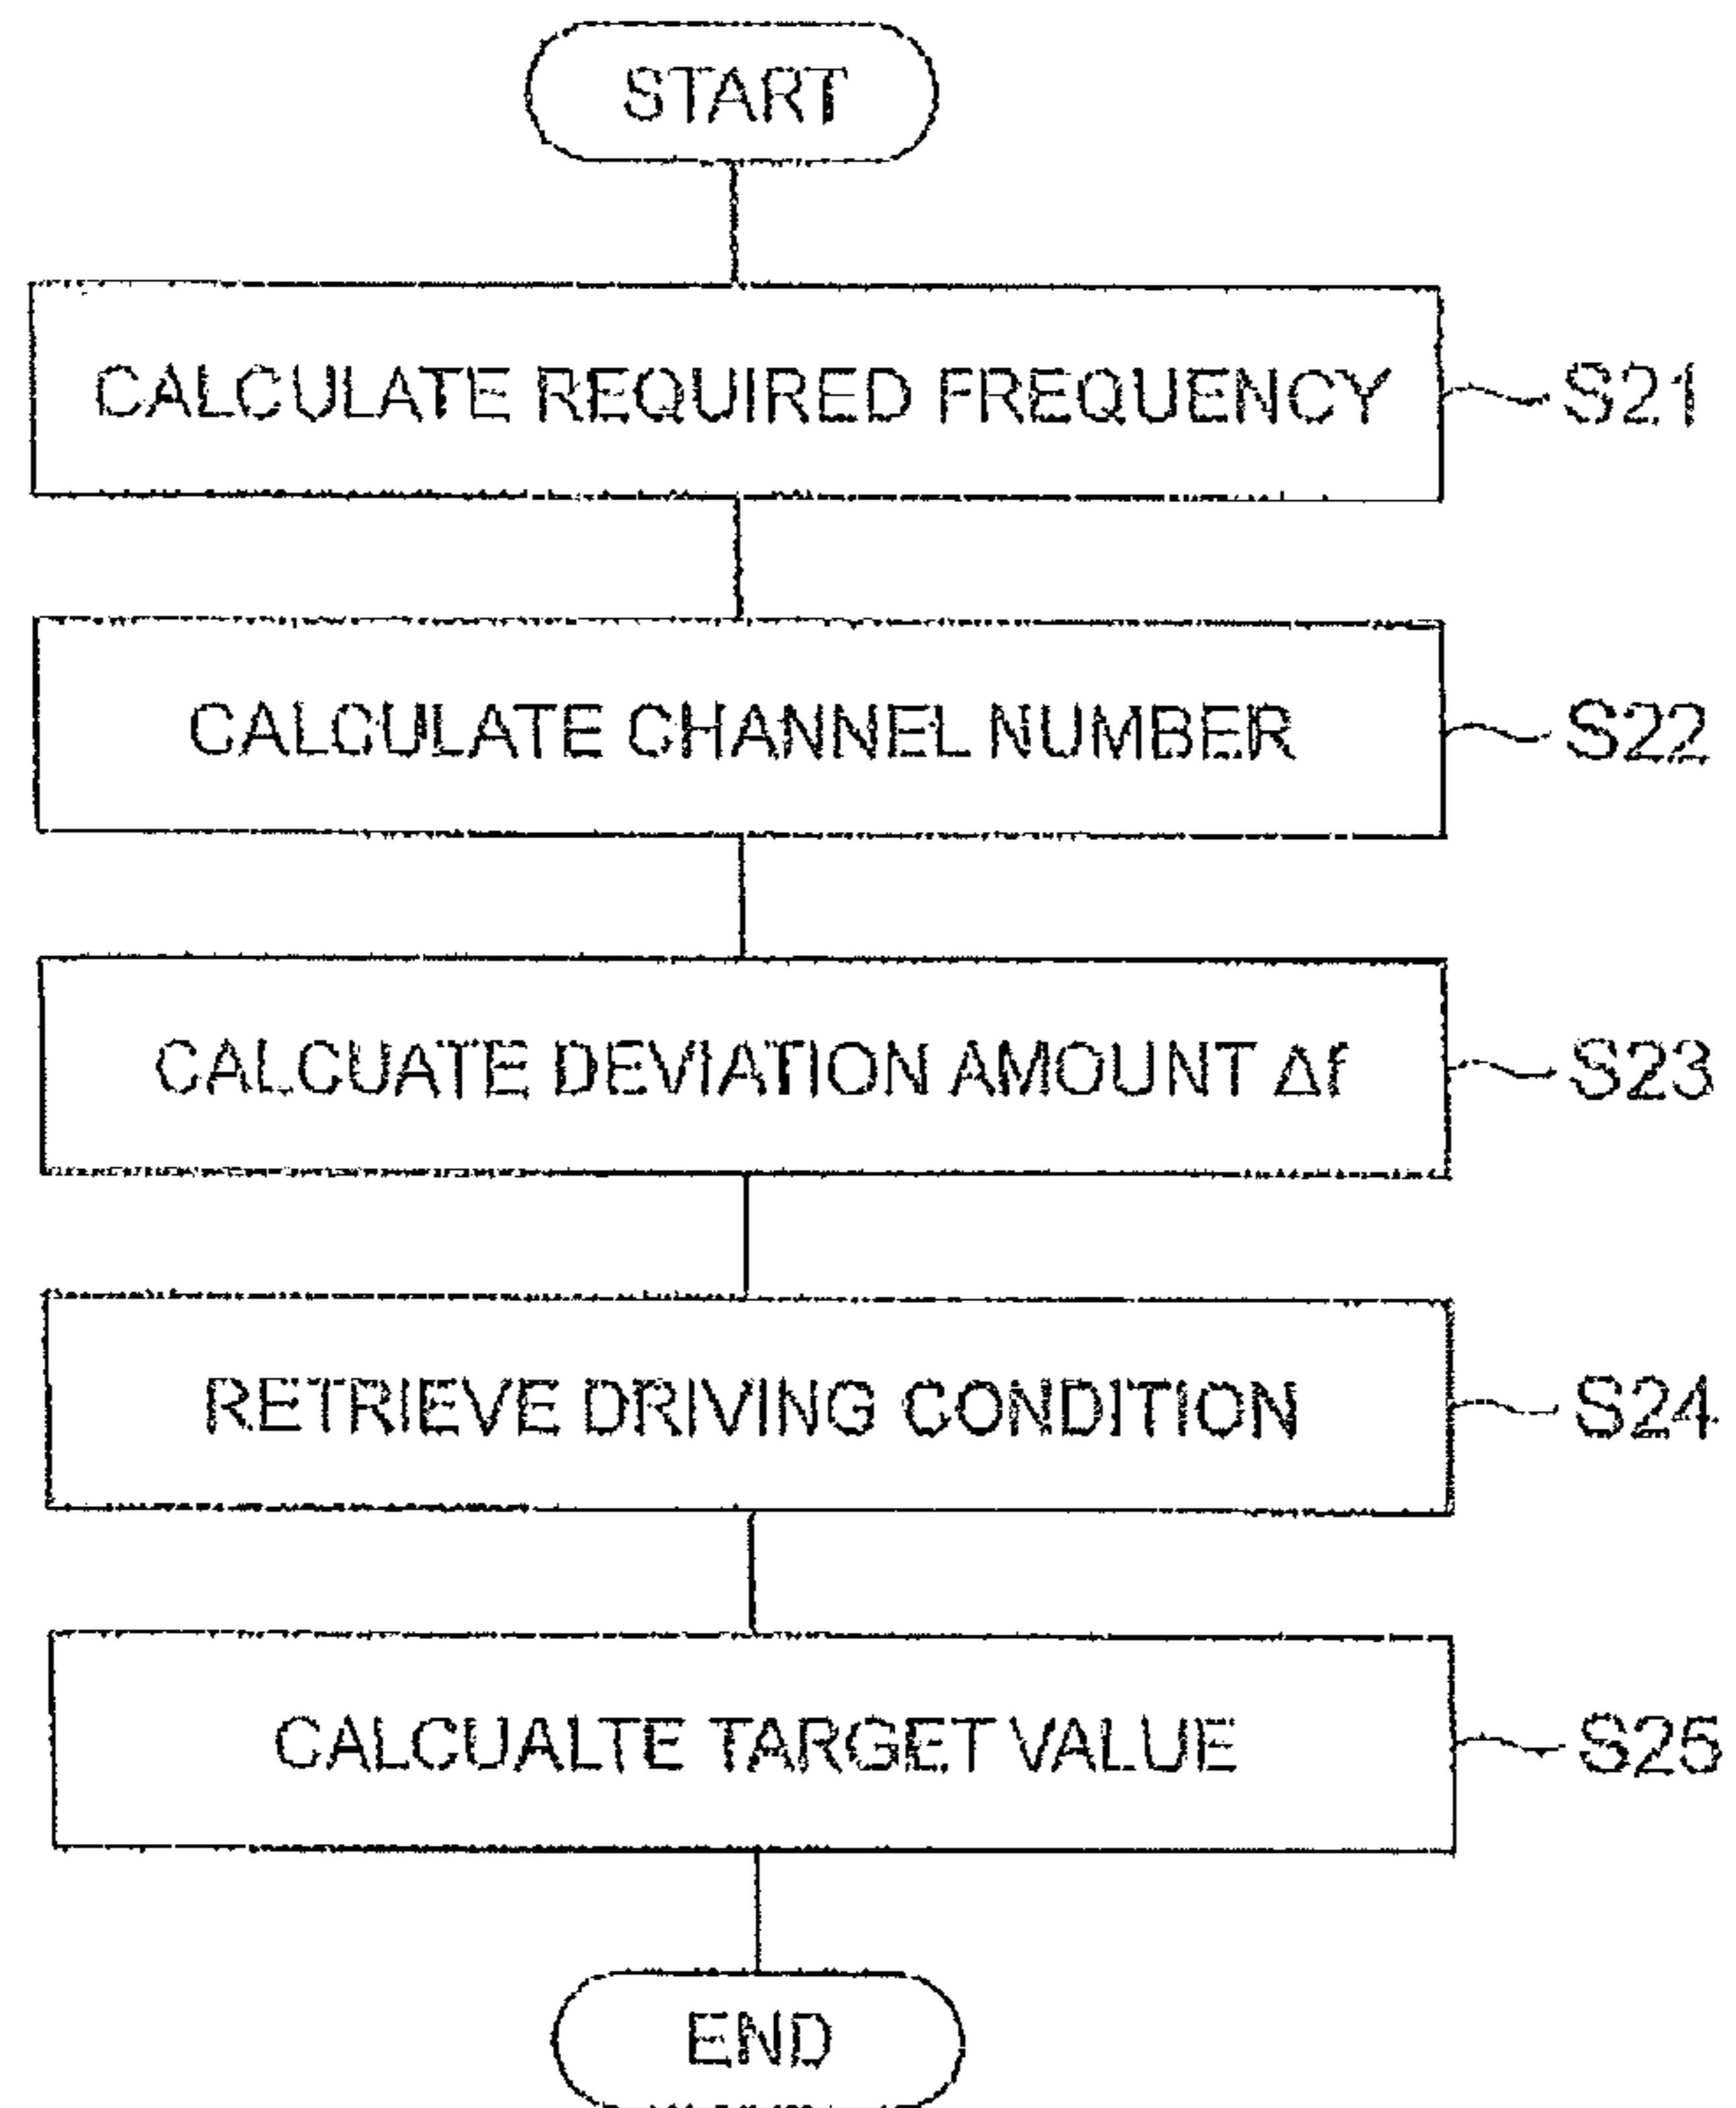 START
CALCULATE REQUIRED FREQUENCY S21
CALCULATE CHANNEL NUMBER S22
CALCUATE DEVIATION AMOUNT Δf S23
RETRIEVE DRIVING CONDITION S24
CALCUALTE TARGET VALUE S25
END